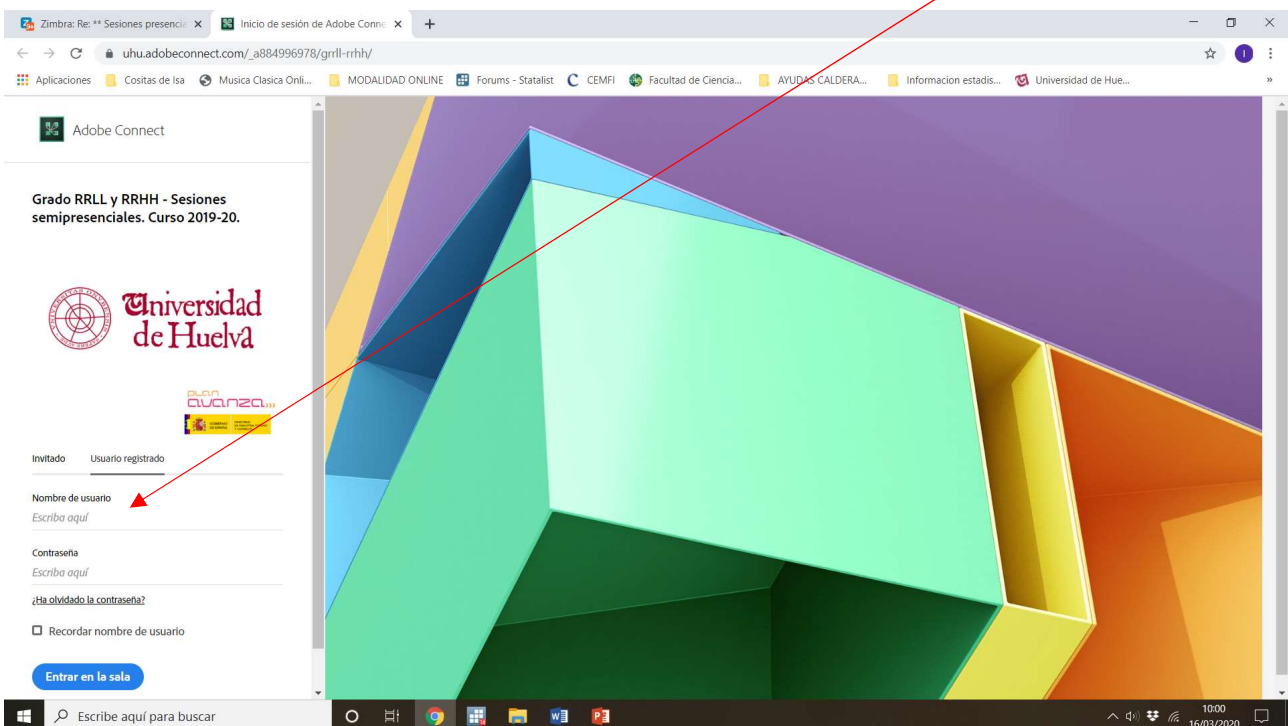 Zimbra: Re: ** Sesiones presencia
Inicio de sesión de Adobe Conne
uhu.adobeconnect.com/_a884996978/grrll-rrhh/
Aplicaciones Cositas de Isa Musica Clasica Onli... MODALIDAD ONLINE Forums - Statalist CEMFI Facultad de Ciencia... AYUDAS CALDERA... Informacion estadis... Universidad de Hue... »
Adobe Connect
Grado RRLL y RRHH - Sesiones
semipresenciales. Curso 2019-20.
Universidad
de Huelva
plan
avanza
GOBIERNO
DE ESPAÑA
Invitado Usuario registrado
Nombre de usuario
Escriba aquí
Contraseña
Escriba aquí
¿Ha olvidado la contraseña?
Recordar nombre de usuario
Entrar en la sala
Escribe aquí para buscar
10:00
16/03/2020